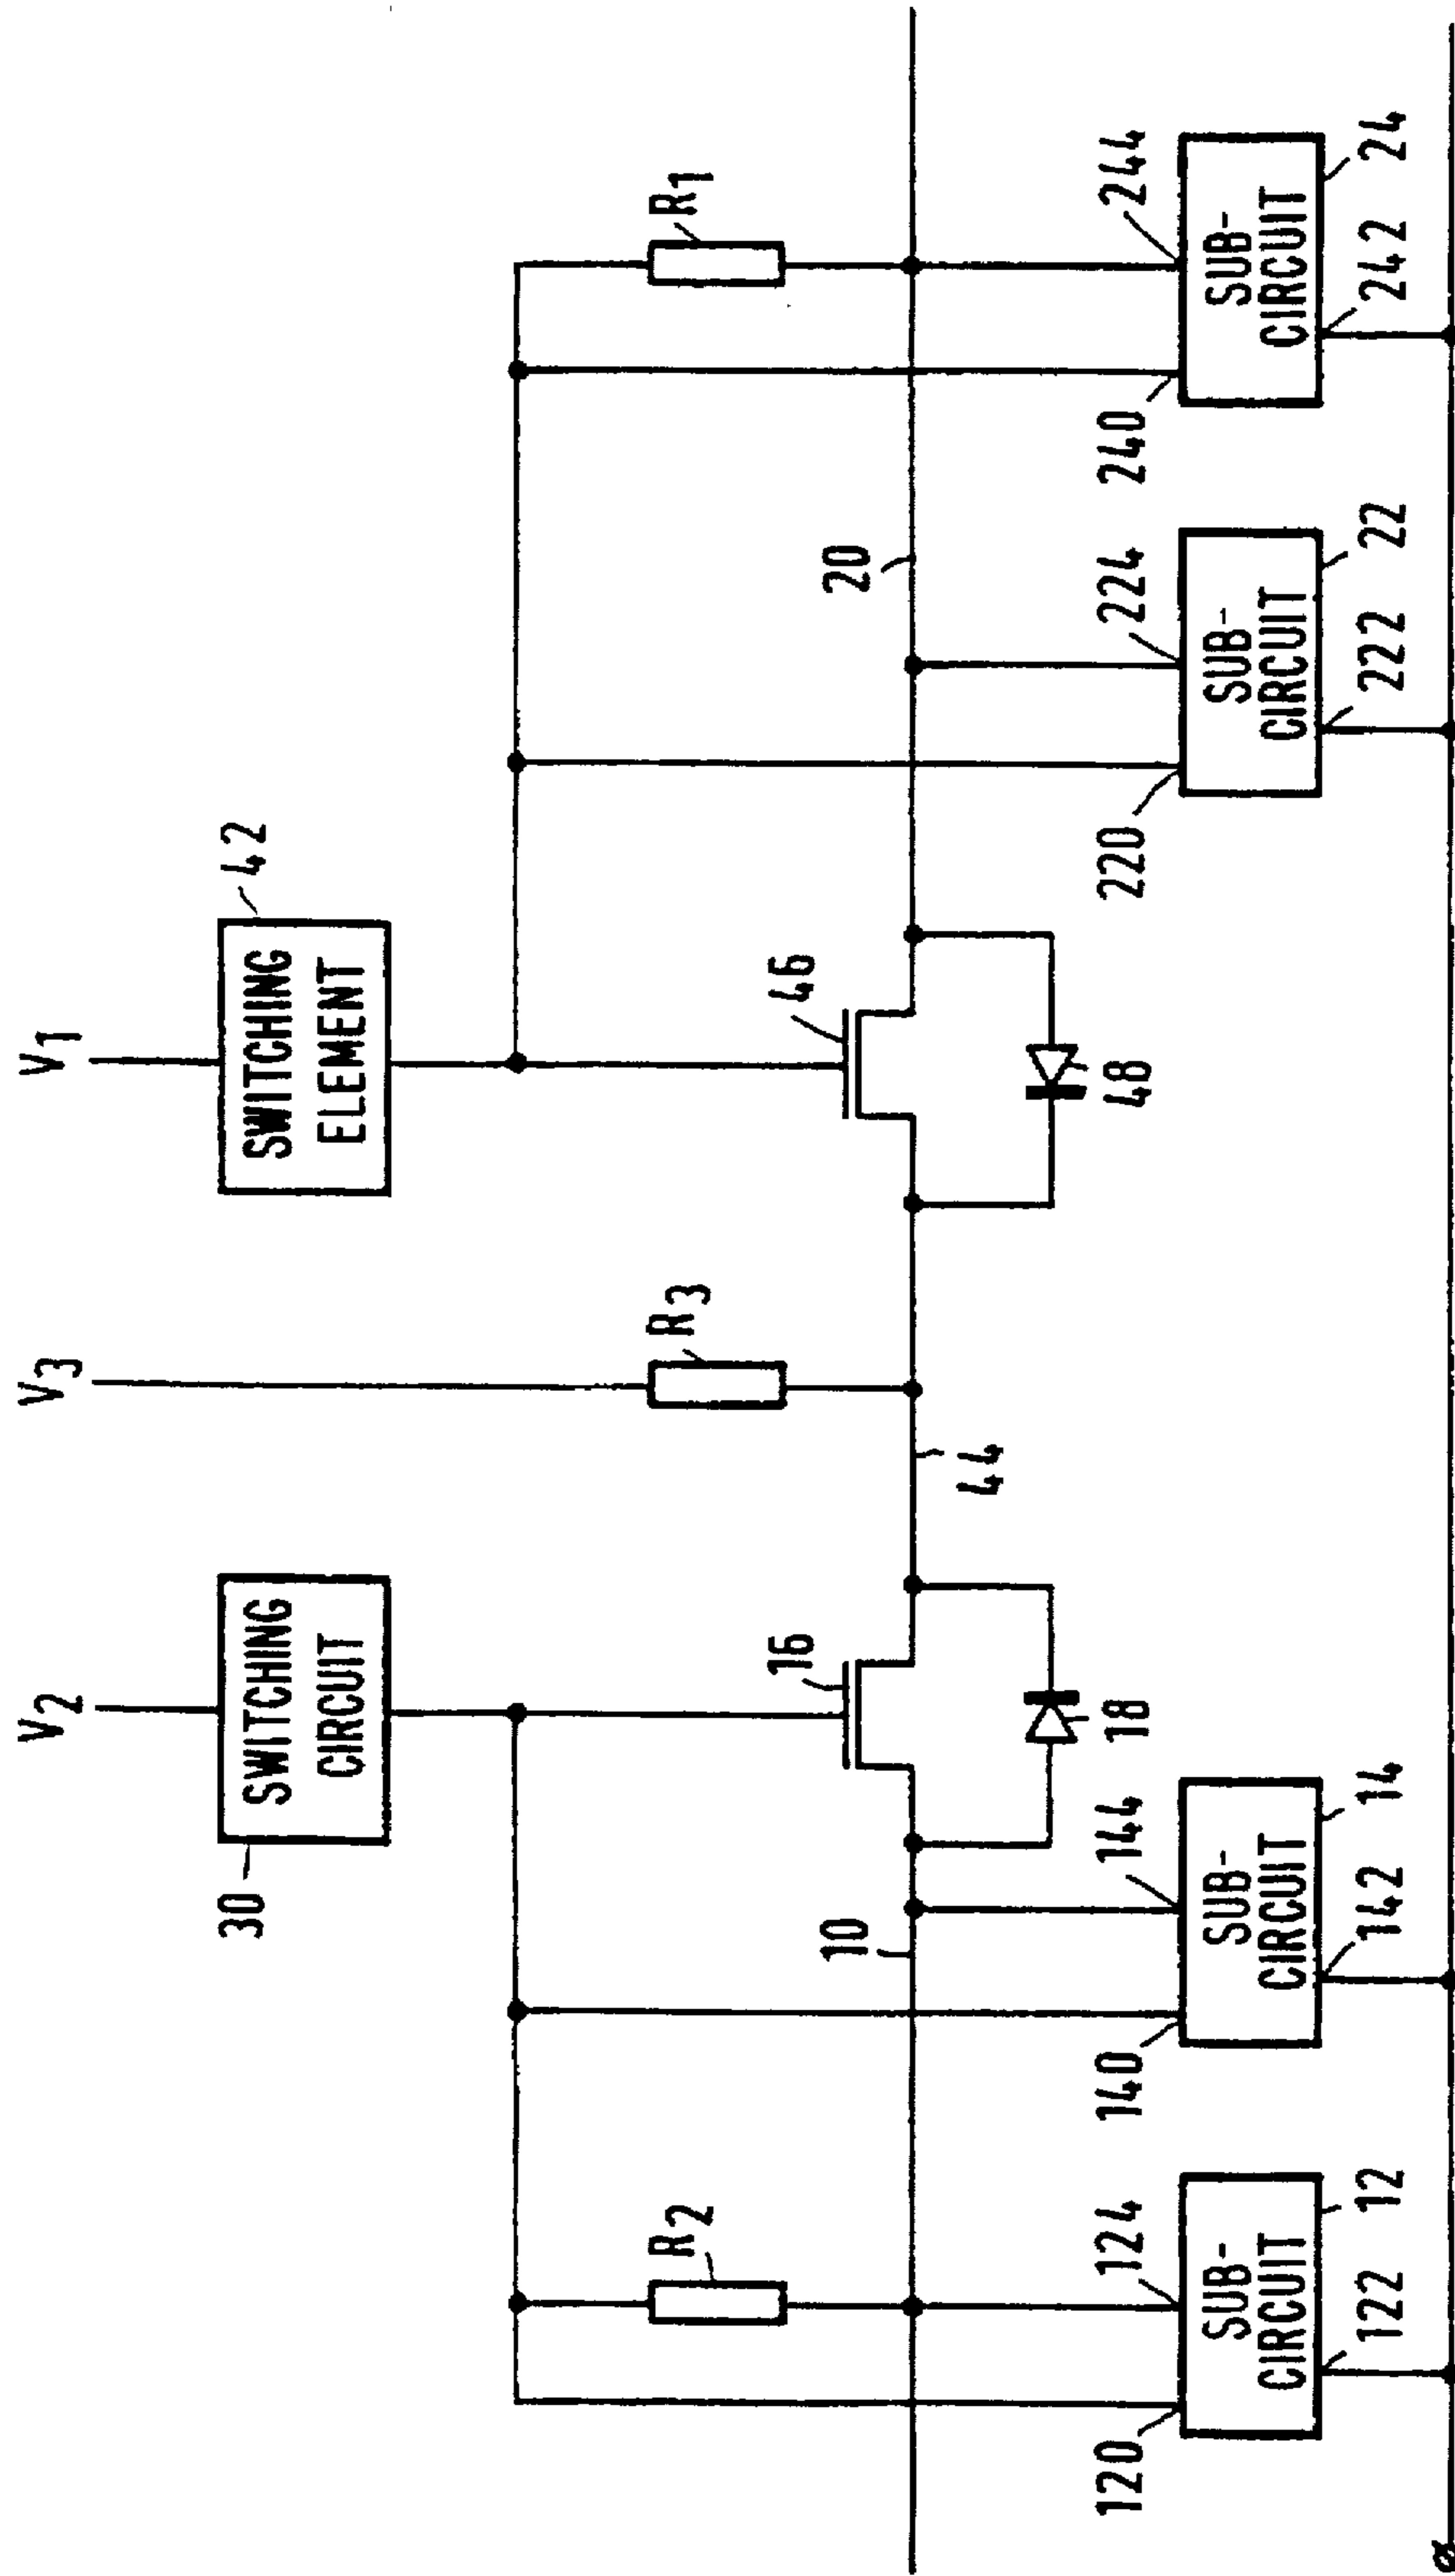 V2
V3
V1
30
SWITCHING
CIRCUIT
SWITCHING
ELEMENT
42
R2
R3
R1
10
16
44
46
20
18
48
120
124
140
144
220
224
240
244
SUB-
CIRCUIT
SUB-
CIRCUIT
SUB-
CIRCUIT
SUB-
CIRCUIT
122
12
142
14
222
22
242
24